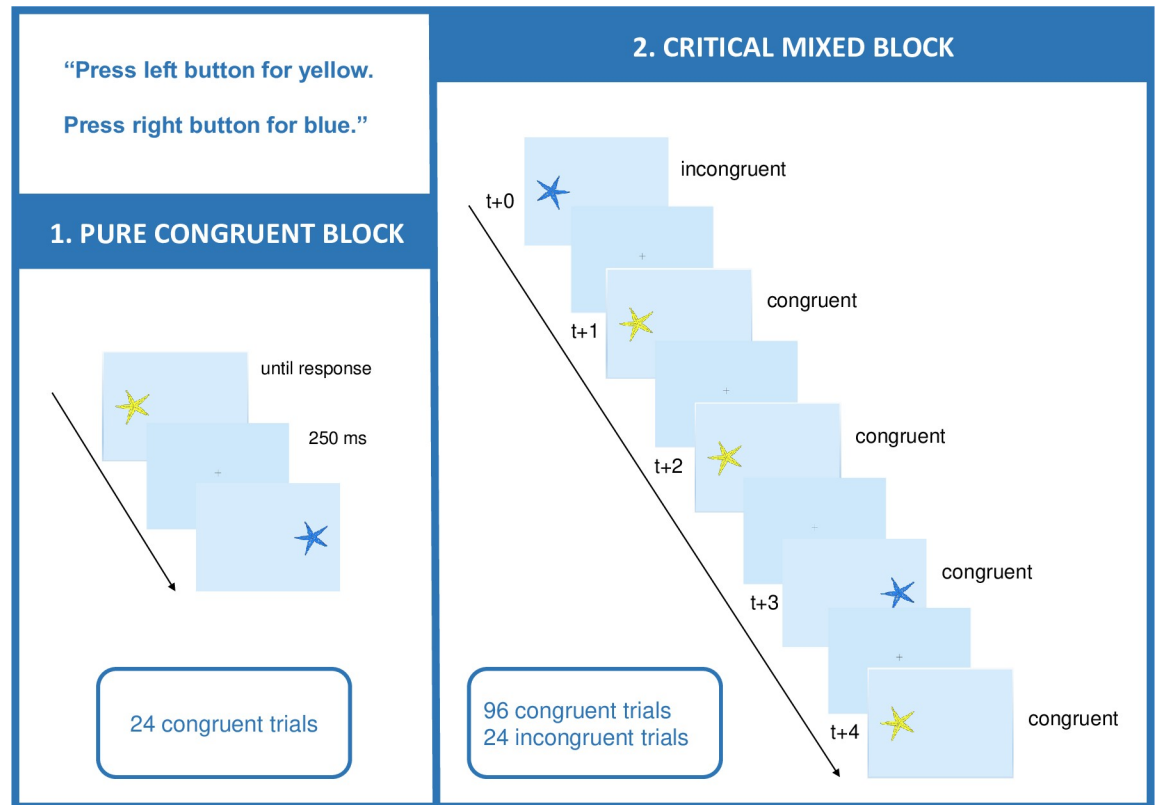 “Press left button for yellow.
Press right button for blue.”
1. PURE CONGRUENT BLOCK
until response
250 ms
24 congruent trials
2. CRITICAL MIXED BLOCK
t+0
incongruent
t+1
congruent
t+2
congruent
t+3
congruent
t+4
congruent
96 congruent trials
24 incongruent trials